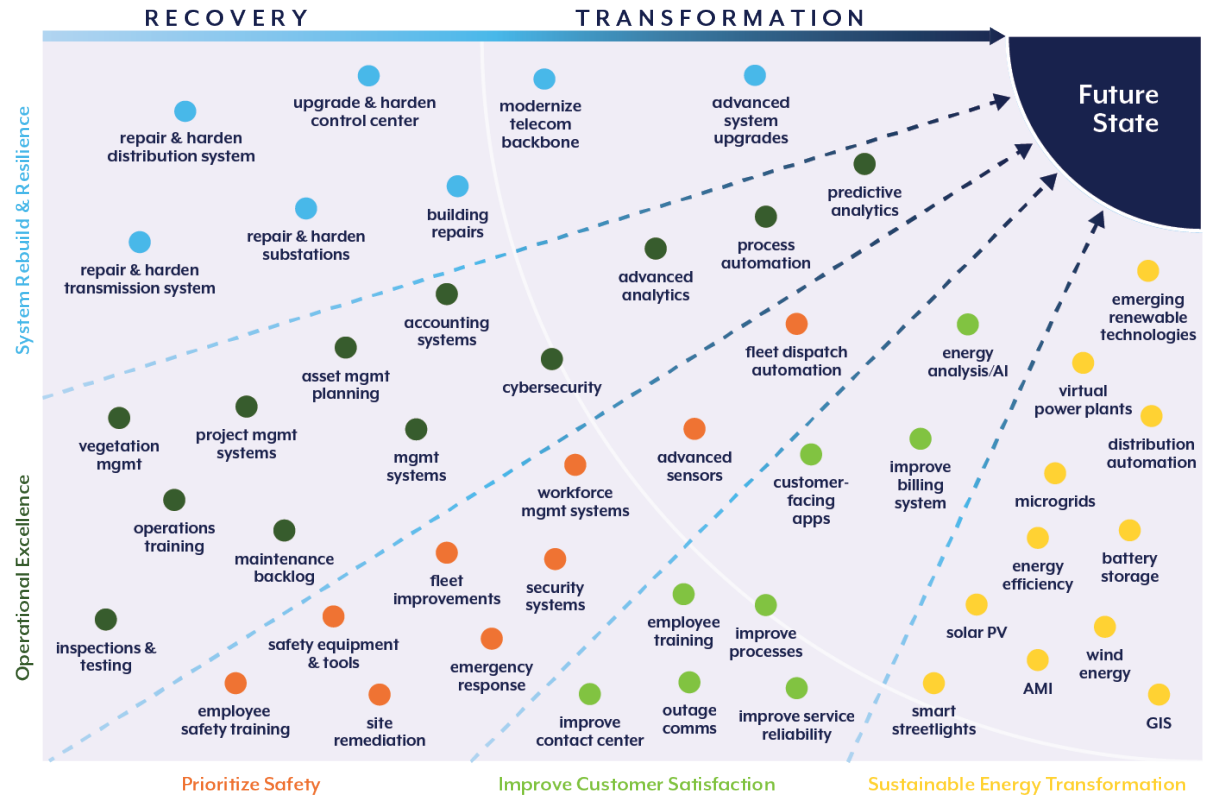 RECOVERY
TRANSFORMATION
Future
State
System Rebuild & Resilience
repair & harden
distribution system
upgrade & harden
control center
modernize
telecom
backbone
advanced
system
upgrades
building
repairs
repair & harden
substations
repair & harden
transmission system
predictive
analytics
process
automation
advanced
analytics
accounting
systems
asset mgmt
planning
cybersecurity
Operational Excellence
vegetation
mgmt
project mgmt
systems
mgmt
systems
operations
training
maintenance
backlog
inspections &
testing
fleet dispatch
automation
advanced
sensors
workforce
mgmt systems
fleet
improvements
security
systems
safety equipment
& tools
emergency
response
employee
safety training
site
remediation
energy
analysis/AI
improve
billing
system
customer-
facing
apps
employee
training
improve
processes
improve
contact center
outage
comms
improve service
reliability
emerging
renewable
technologies
virtual
power plants
distribution
automation
microgrids
energy
efficiency
battery
storage
solar PV
wind
energy
AMI
smart
streetlights
GIS
Prioritize Safety
Improve Customer Satisfaction
Sustainable Energy Transformation